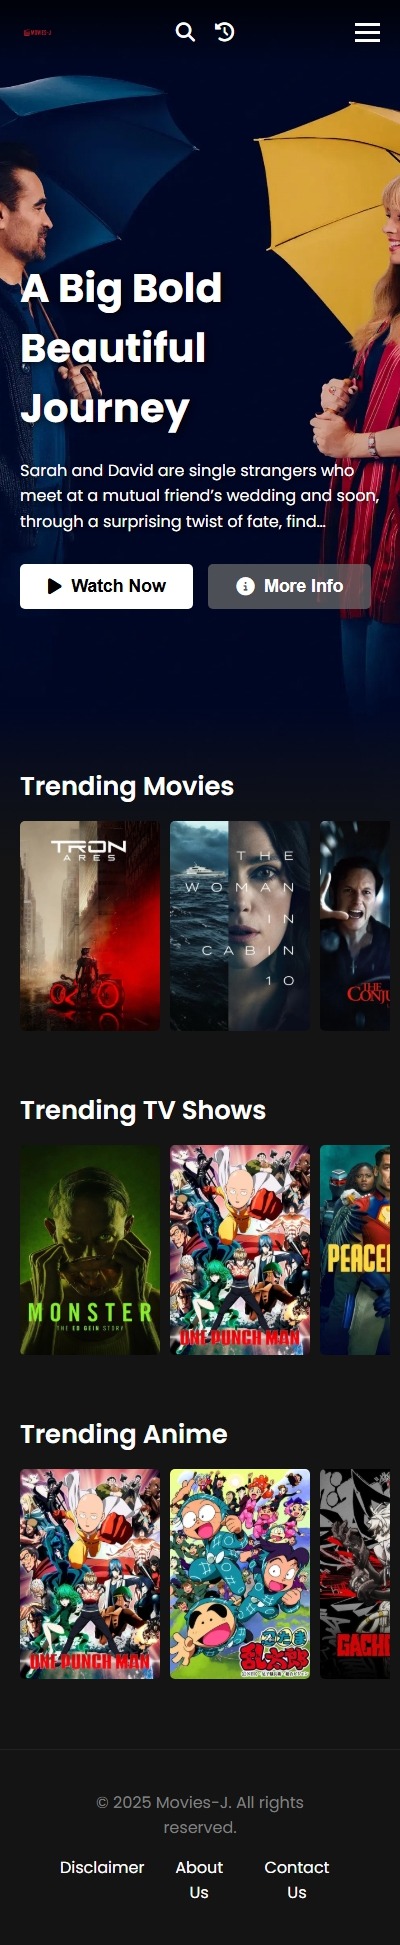 MOVIES-J
A Big Bold
Beautiful
Journey
Sarah and David are single strangers who
meet at a mutual friend’s wedding and soon,
through a surprising twist of fate, find...
Watch Now
More Info
Trending Movies
TRON
ARES
THE
WOMAN
IN
CABIN
10
THE
CONJU
Trending TV Shows
MONSTER
THE ED GEIN STORY
ONE PUNCH MAN
PEACE
Trending Anime
ONE PUNCH MAN
忍たま
乱太郎
GACHI
© 2025 Movies-J. All rights
reserved.
Disclaimer
About
Us
Contact
Us